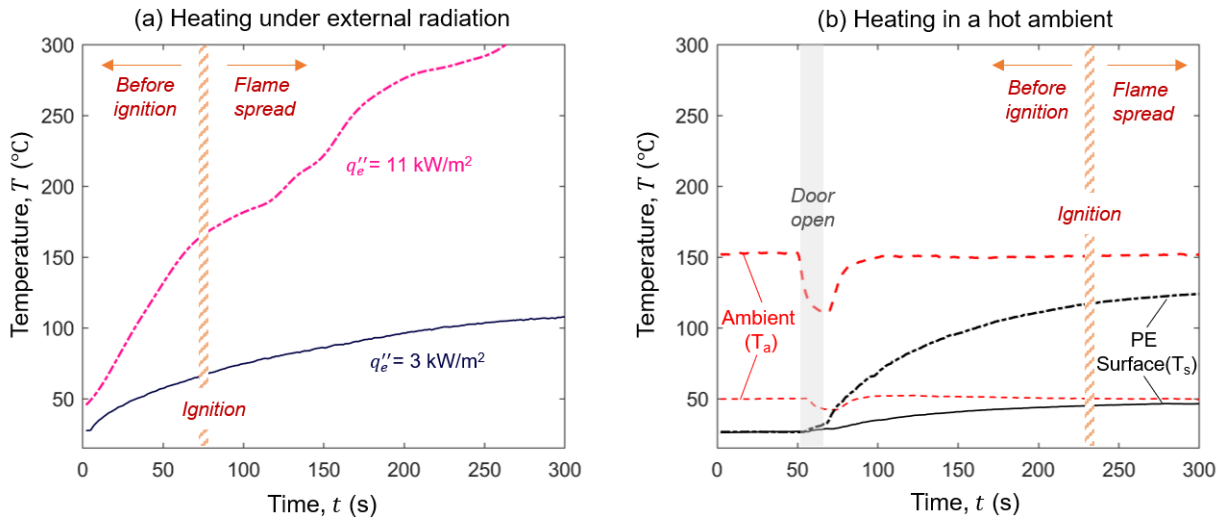 (a) Heating under external radiation
300
250
200
150
100
50
0
50
100
150
200
250
300
Temperature, T (°C)
Time, t (s)
Before
ignition
Flame
spread
q″ₑ = 11 kW/m²
q″ₑ = 3 kW/m²
Ignition
(b) Heating in a hot ambient
300
250
200
150
100
50
0
50
100
150
200
250
300
Temperature, T (°C)
Time, t (s)
Before
ignition
Flame
spread
Door
open
Ignition
Ambient
(Tₐ)
PE
Surface(Tₛ)